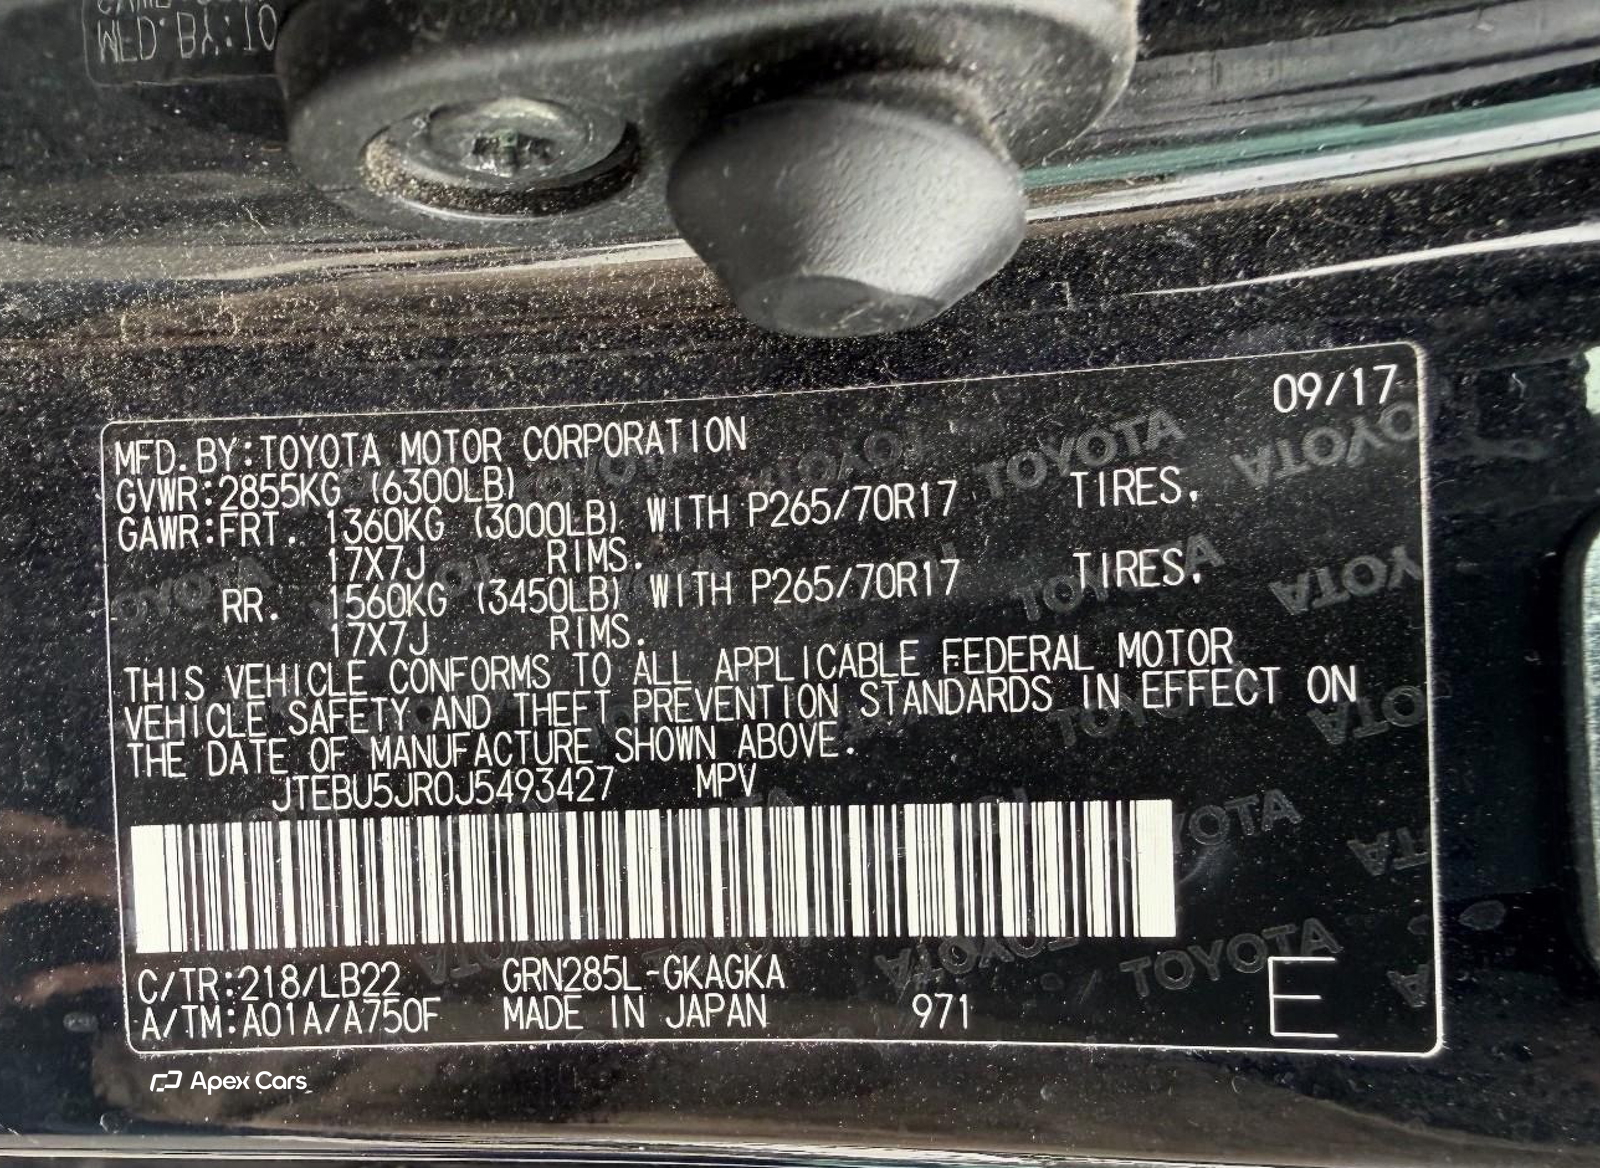 MFD. BY: TO
09/17
MFD. BY:TOYOTA MOTOR CORPORATION
GVWR:2855KG (6300LB)
GAWR:FRT. 1360KG (3000LB) WITH P265/70R17 TIRES,
17X7J RIMS.
RR. 1560KG (3450LB) WITH P265/70R17 TIRES,
17X7J RIMS.
THIS VEHICLE CONFORMS TO ALL APPLICABLE FEDERAL MOTOR
VEHICLE SAFETY AND THEFT PREVENTION STANDARDS IN EFFECT ON
THE DATE OF MANUFACTURE SHOWN ABOVE.
JTEBU5JR0J5493427 MPV
C/TR:218/LB22 GRN285L-GKAGKA
A/TM:A01A/A750F MADE IN JAPAN 971 E
TOYOTA
Apex Cars